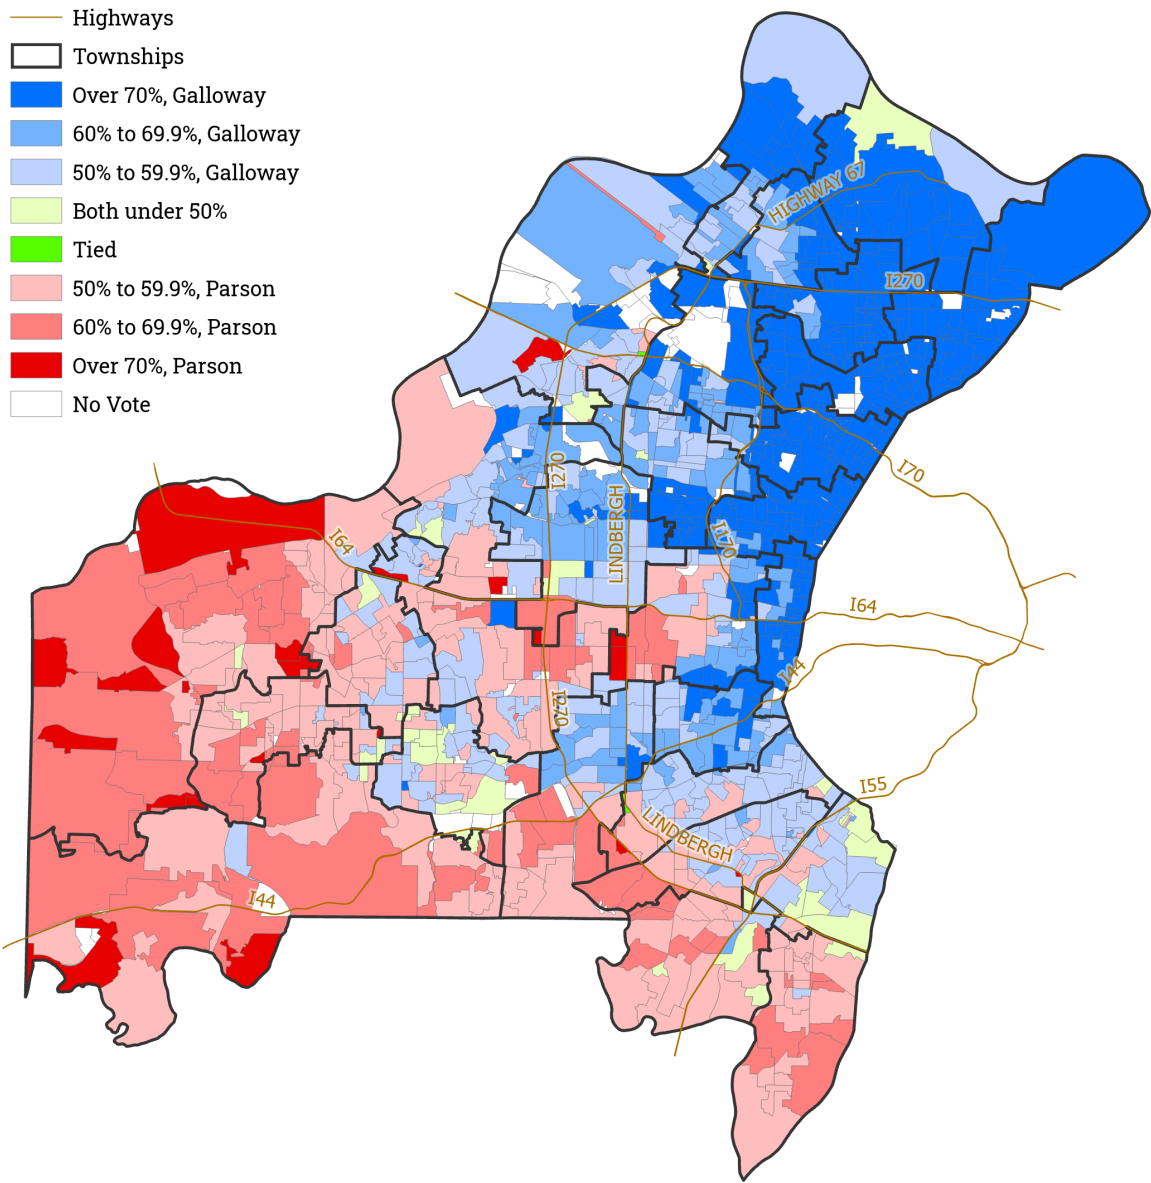 Highways
Townships
Over 70%, Galloway
60% to 69.9%, Galloway
50% to 59.9%, Galloway
Both under 50%
Tied
50% to 59.9%, Parson
60% to 69.9%, Parson
Over 70%, Parson
No Vote
HIGHWAY 67
I270
I270
LINDBERGH
I170
I70
I64
I64
I44
I270
I55
LINDBERGH
I44